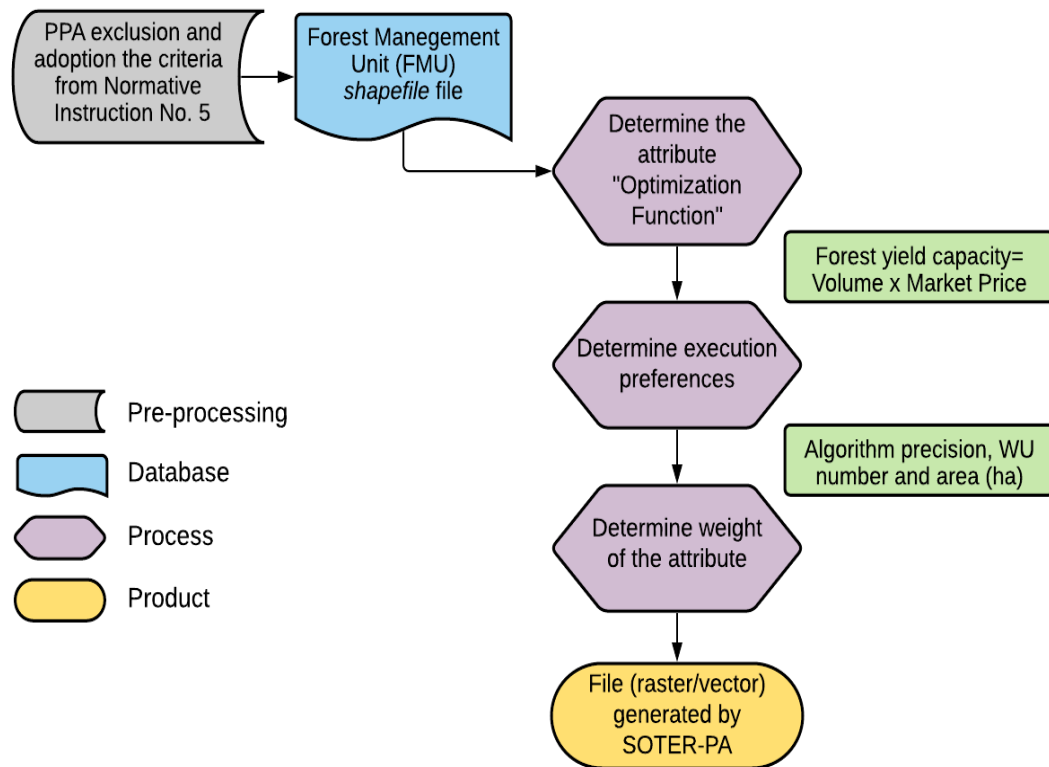 PPA exclusion and
adoption the criteria
from Normative
Instruction No. 5
Forest Manegement
Unit (FMU)
shapefile file
Determine the
attribute
"Optimization
Function"
Forest yield capacity=
Volume x Market Price
Determine execution
preferences
Algorithm precision, WU
number and area (ha)
Determine weight
of the attribute
File (raster/vector)
generated by
SOTER-PA
Pre-processing
Database
Process
Product